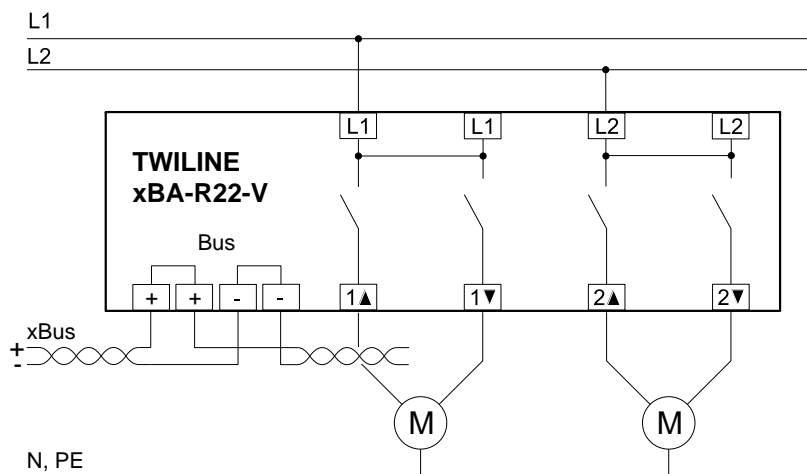 L1
L2
L1 L1 L2 L2
TWILINE
xBA-R22-V
Bus
+ + - - 1▲ 1▼ 2▲ 2▼
xBus
+
-
M M
N, PE